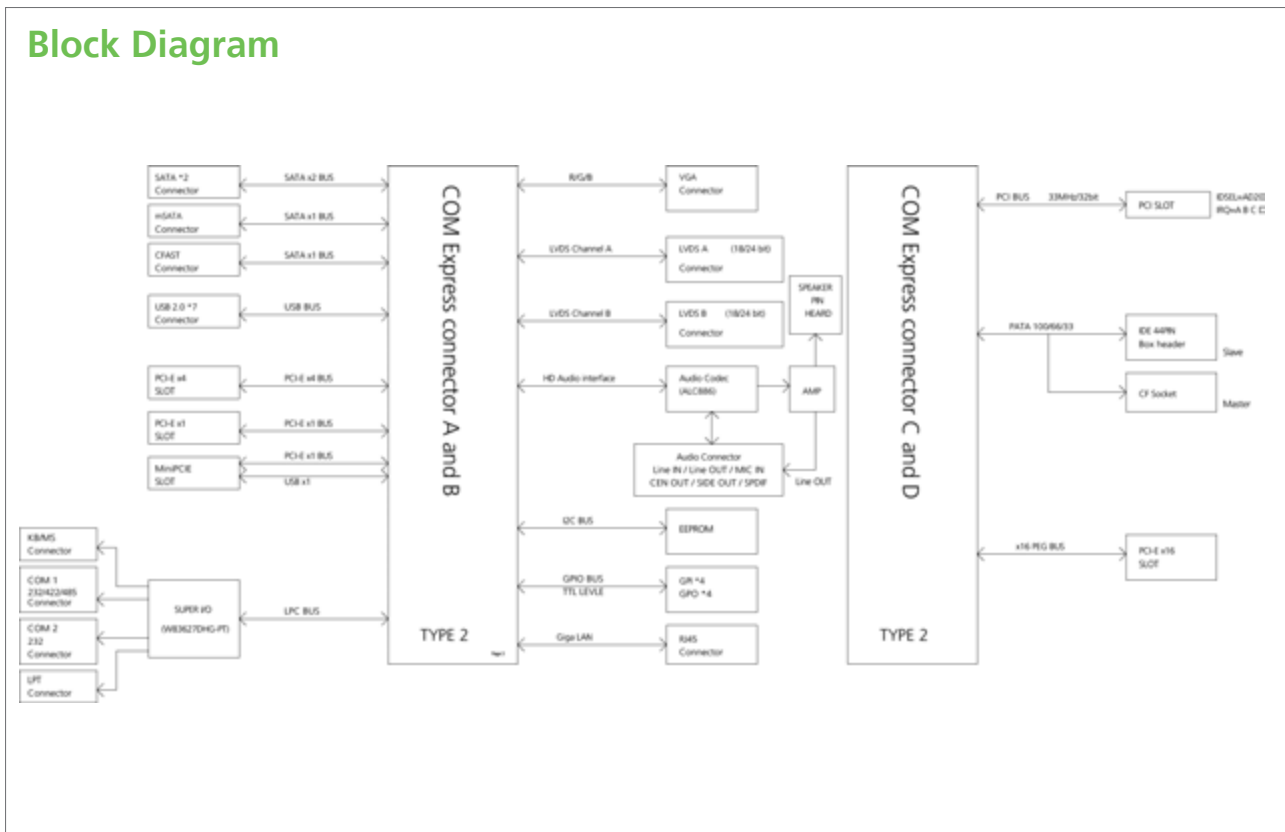 Block Diagram
SATA *2
Connector
SATA x2 BUS
mSATA
Connector
SATA x1 BUS
CFAST
Connector
SATA x1 BUS
USB 2.0 *7
Connector
USB BUS
PCI-E x4
SLOT
PCI-E x4 BUS
PCI-E x1
SLOT
PCI-E x1 BUS
MiniPCIE
SLOT
PCI-E x1 BUS
USB x1
KB/MS
Connector
COM 1
232/422/485
Connector
COM 2
232
Connector
LPT
Connector
SUPER I/O
(W83627DHG-PT)
LPC BUS
COM Express connector A and B
TYPE 2
R/G/B
VGA
Connector
LVDS Channel A
LVDS A (18/24 bit)
Connector
LVDS Channel B
LVDS B (18/24 bit)
Connector
HD Audio interface
Audio Codec
(ALC886)
AMP
SPEAKER
PIN
HEARD
Audio Connector
Line IN / Line OUT / MIC IN
CEN OUT / SIDE OUT / SPDIF
Line OUT
I2C BUS
EEPROM
GPIO BUS
TTL LEVLE
GPI *4
GPO *4
Giga LAN
RJ45
Connector
COM Express connector C and D
TYPE 2
PCI BUS 33MHz/32bit
PCI SLOT
IRQ=A B C
PATA 100/66/33
IDE 44PIN
Box header
Slave
CF Socket
Master
x16 PEG BUS
PCI-E x16
SLOT